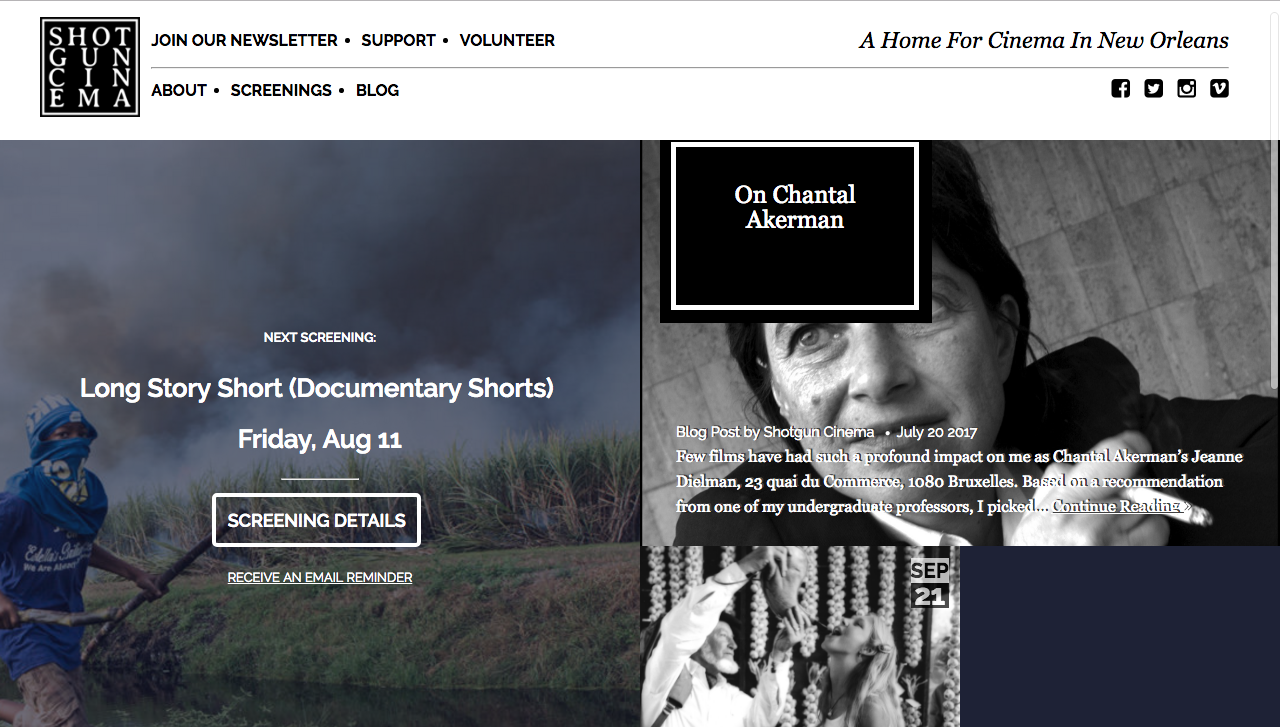 SHOT
GUN
CIN
EMA
JOIN OUR NEWSLETTER • SUPPORT • VOLUNTEER
A Home For Cinema In New Orleans
ABOUT • SCREENINGS • BLOG
NEXT SCREENING:
Long Story Short (Documentary Shorts)
Friday, Aug 11
SCREENING DETAILS
RECEIVE AN EMAIL REMINDER
On Chantal
Akerman
Blog Post by Shotgun Cinema • July 20 2017
Few films have had such a profound impact on me as Chantal Akerman’s Jeanne
Dielman, 23 quai du Commerce, 1080 Bruxelles. Based on a recommendation
from one of my undergraduate professors, I picked… Continue Reading »
SEP
21